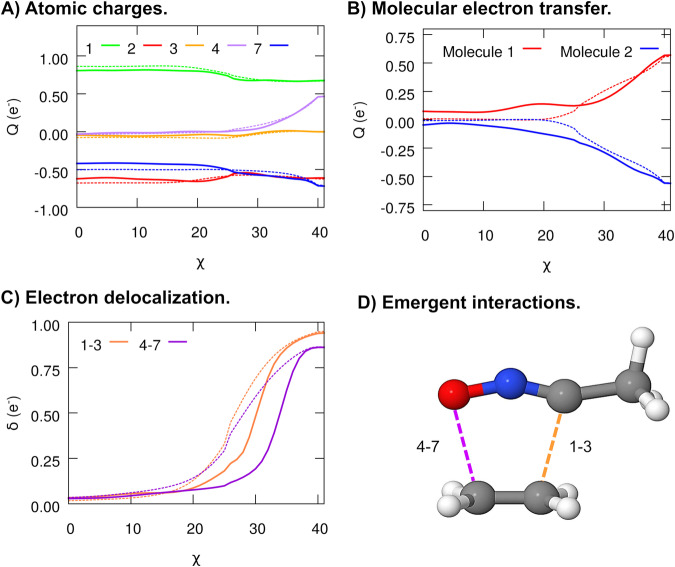 A) Atomic charges.
1 2 3 4 7
Q (e⁻)
1.00
0.50
0.00
-0.50
-1.00
0 10 20 30 40
χ
B) Molecular electron transfer.
Molecule 1 Molecule 2
Q (e⁻)
0.75
0.50
0.25
0.00
-0.25
-0.50
-0.75
0 10 20 30 40
χ
C) Electron delocalization.
1-3 4-7
δ (e⁻)
1.00
0.75
0.50
0.25
0.00
0 10 20 30 40
χ
D) Emergent interactions.
4-7 1-3